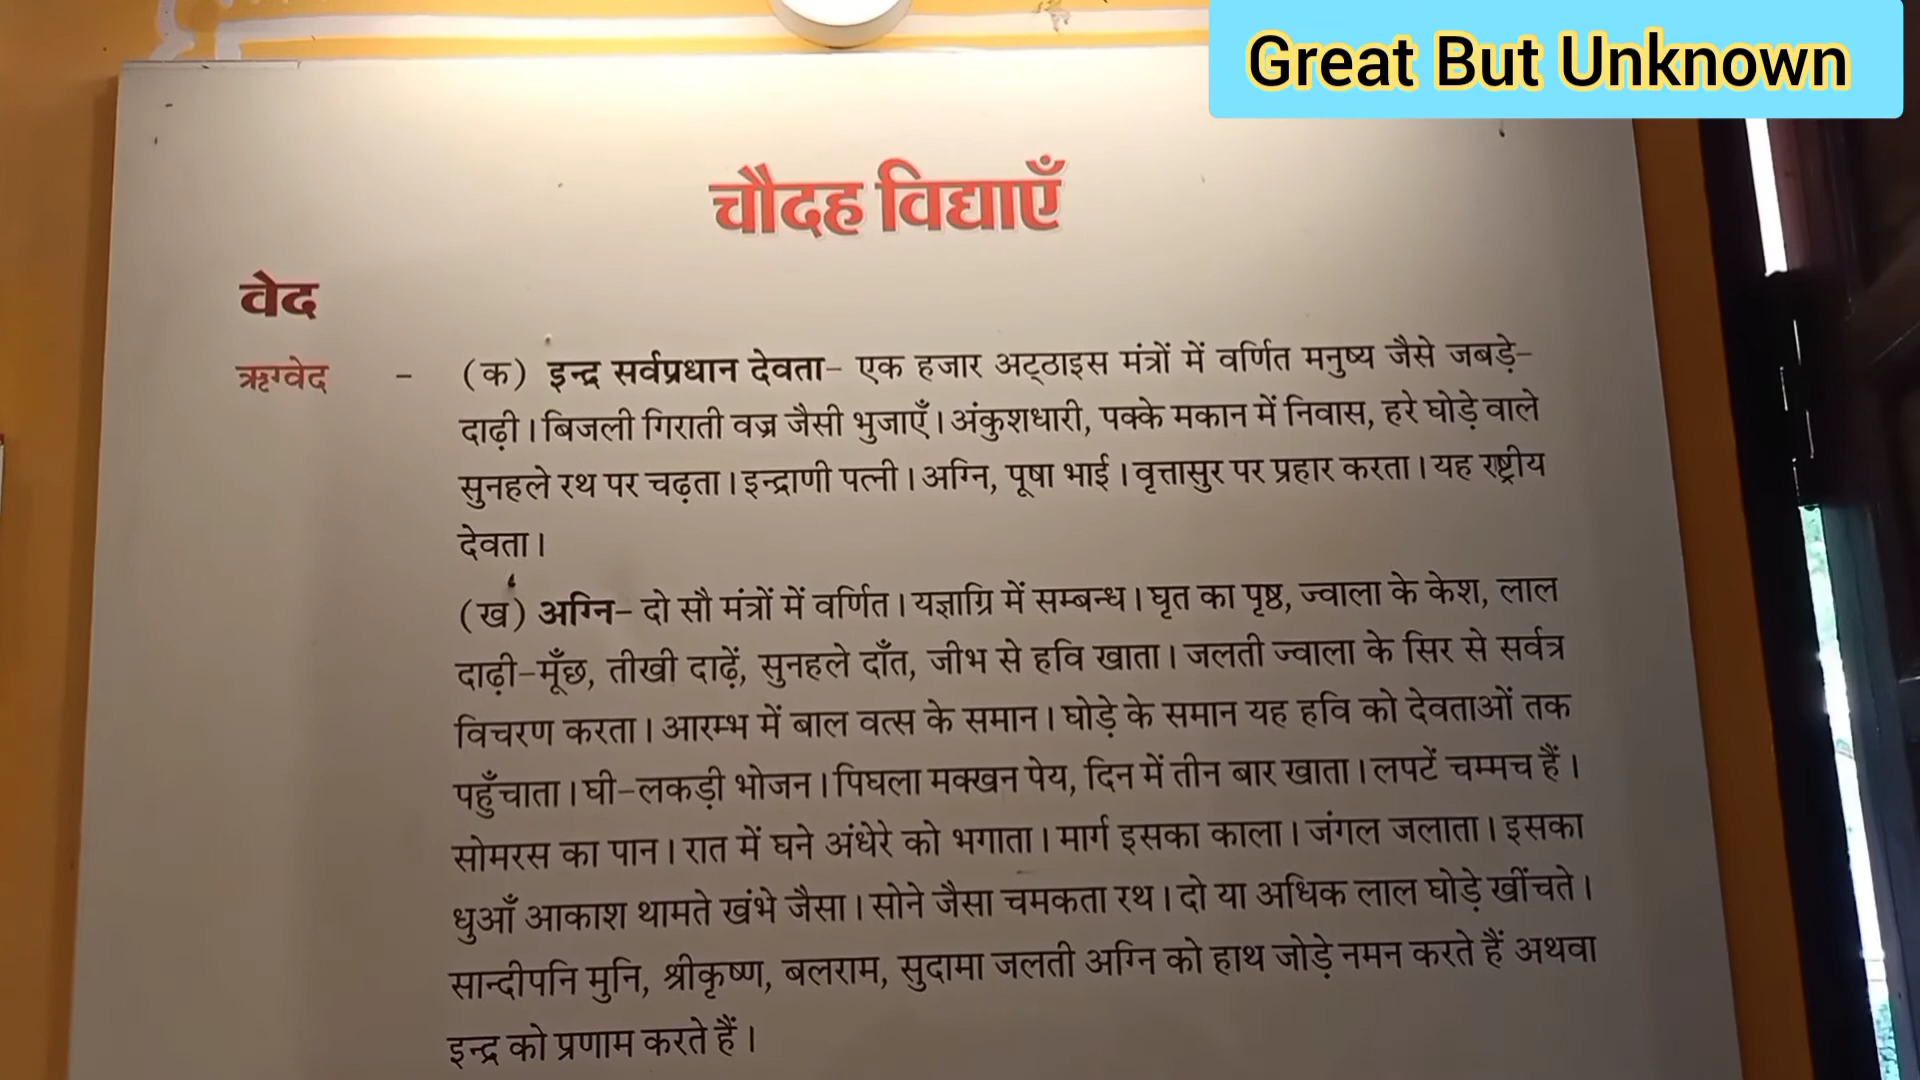 Great But Unknown
चौदह विद्याएँ
वेद
ऋग्वेद - (क) इन्द्र सर्वप्रधान देवता- एक हजार अट्ठाइस मंत्रों में वर्णित मनुष्य जैसे जबड़े-
दाढ़ी। बिजली गिराती वज्र जैसी भुजाएँ। अंकुशधारी, पक्के मकान में निवास, हरे घोड़े वाले
सुनहले रथ पर चढ़ता। इन्द्राणी पत्नी। अग्नि, पूषा भाई। वृत्तासुर पर प्रहार करता। यह राष्ट्रीय
देवता।
(ख) अग्नि- दो सौ मंत्रों में वर्णित। यज्ञाग्रि में सम्बन्ध। घृत का पृष्ठ, ज्वाला के केश, लाल
दाढ़ी-मूँछ, तीखी दाढ़ें, सुनहले दाँत, जीभ से हवि खाता। जलती ज्वाला के सिर से सर्वत्र
विचरण करता। आरम्भ में बाल वत्स के समान। घोड़े के समान यह हवि को देवताओं तक
पहुँचाता। घी-लकड़ी भोजन। पिघला मक्खन पेय, दिन में तीन बार खाता। लपटें चम्मच हैं।
सोमरस का पान। रात में घने अंधेरे को भगाता। मार्ग इसका काला। जंगल जलाता। इसका
धुआँ आकाश थामते खंभे जैसा। सोने जैसा चमकता रथ। दो या अधिक लाल घोड़े खींचते।
सान्दीपनि मुनि, श्रीकृष्ण, बलराम, सुदामा जलती अग्नि को हाथ जोड़े नमन करते हैं अथवा
इन्द्र को प्रणाम करते हैं।